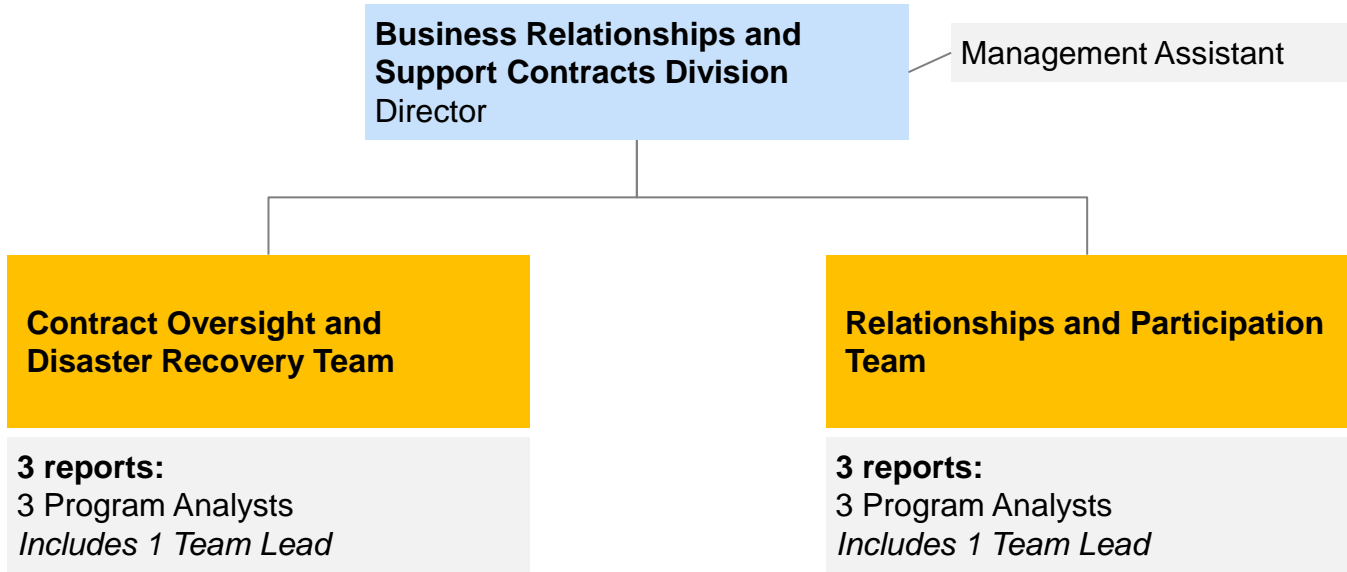 Business Relationships and
Support Contracts Division
Director
Management Assistant
Contract Oversight and
Disaster Recovery Team
3 reports:
3 Program Analysts
Includes 1 Team Lead
Relationships and Participation
Team
3 reports:
3 Program Analysts
Includes 1 Team Lead